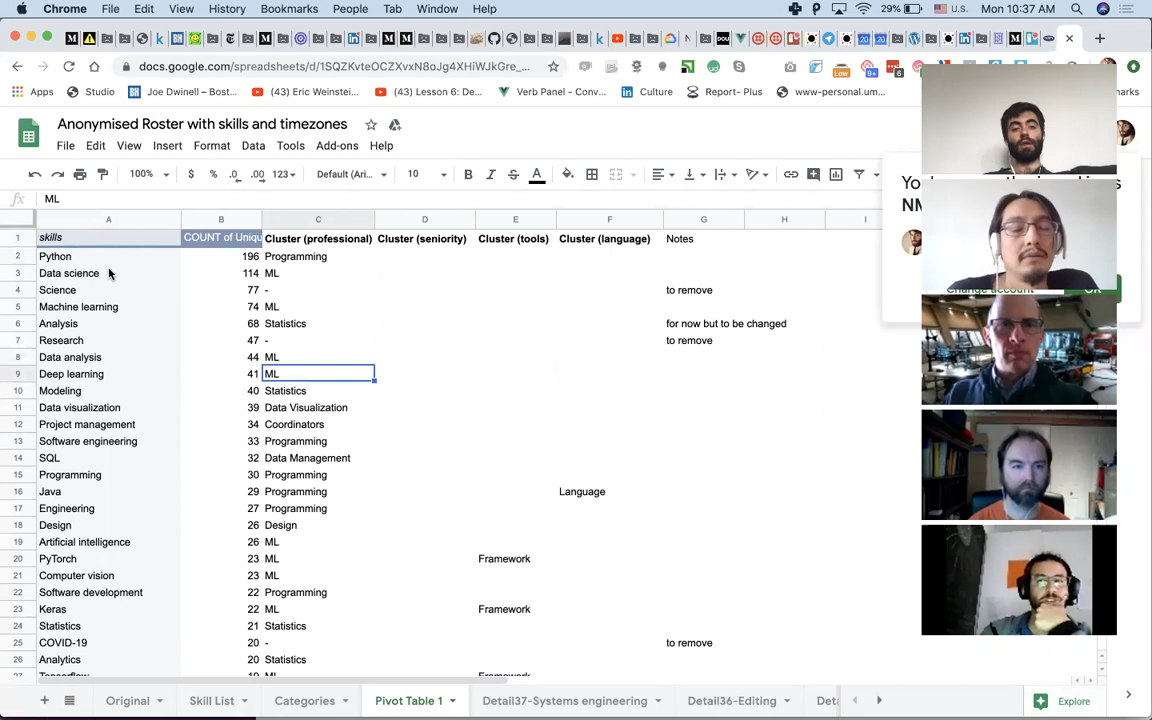 Chrome File Edit View History Bookmarks People Tab Window Help 29% U.S. Mon 10:37 AM
docs.google.com/spreadsheets/d/1SQZKvteOCZXvxN8oJg4XHiWJkGre_...
Apps Studio Joe Dwinell – Bost... (43) Eric Weinstei... (43) Lesson 6: De... Verb Panel - Conv... Culture Report- Plus www-personal.um...
Anonymised Roster with skills and timezones
File Edit View Insert Format Data Tools Add-ons Help
100% $ % .0 .00 123 Default (Ari... 10 B I S A
fx ML
A B C D E F G H I
1 skills COUNT of Uniqu Cluster (professional) Cluster (seniority) Cluster (tools) Cluster (language) Notes
2 Python 196 Programming
3 Data science 114 ML
4 Science 77 - to remove
5 Machine learning 74 ML
6 Analysis 68 Statistics for now but to be changed
7 Research 47 - to remove
8 Data analysis 44 ML
9 Deep learning 41 ML
10 Modeling 40 Statistics
11 Data visualization 39 Data Visualization
12 Project management 34 Coordinators
13 Software engineering 33 Programming
14 SQL 32 Data Management
15 Programming 30 Programming
16 Java 29 Programming Language
17 Engineering 27 Programming
18 Design 26 Design
19 Artificial intelligence 26 ML
20 PyTorch 23 ML Framework
21 Computer vision 23 ML
22 Software development 22 Programming
23 Keras 22 ML Framework
24 Statistics 21 Statistics
25 COVID-19 20 - to remove
26 Analytics 20 Statistics
Original Skill List Categories Pivot Table 1 Detail37-Systems engineering Detail36-Editing Deta Explore